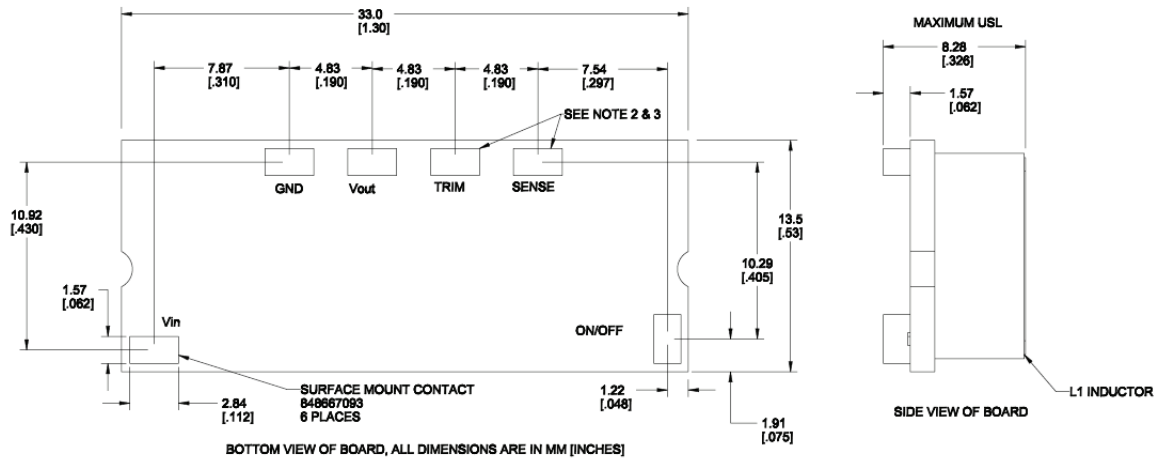 33.0
[1.30]
MAXIMUM USL
8.28
[.326]
7.87
[.310]
4.83
[.190]
4.83
[.190]
4.83
[.190]
7.54
[.297]
1.57
[.062]
SEE NOTE 2 & 3
GND
Vout
TRIM
SENSE
10.92
[.430]
13.5
[.53]
10.29
[.405]
1.57
[.062]
Vin
ON/OFF
SURFACE MOUNT CONTACT
848667093
6 PLACES
2.84
[.112]
1.22
[.048]
1.91
[.075]
L1 INDUCTOR
SIDE VIEW OF BOARD
BOTTOM VIEW OF BOARD, ALL DIMENSIONS ARE IN MM [INCHES]